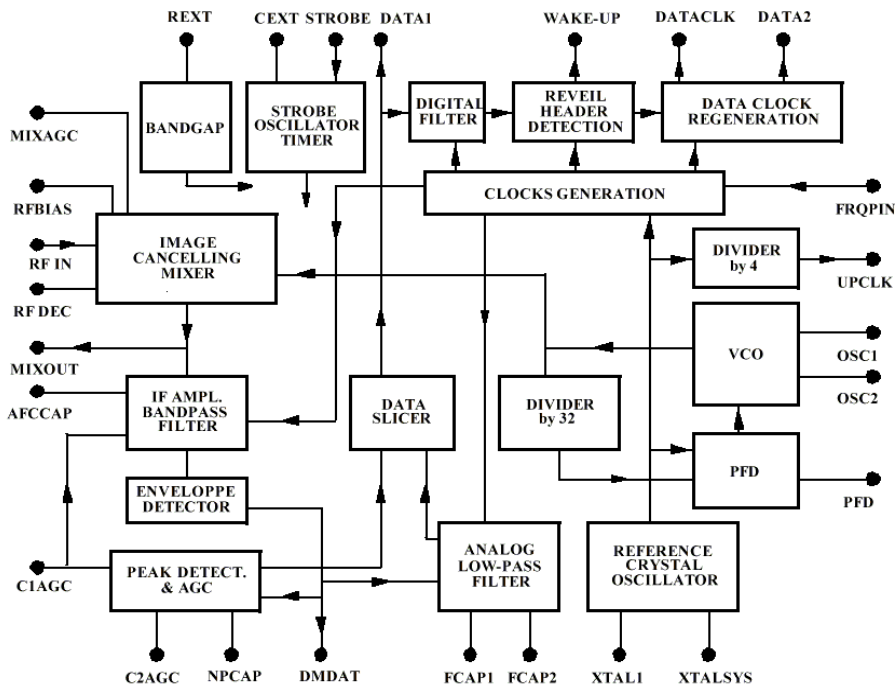 REXT
CEXT STROBE DATA1
WAKE-UP
DATACLK
DATA2
MIXAGC
BANDGAP
STROBE
OSCILLATOR
TIMER
DIGITAL
FILTER
REVEIL
HEADER
DETECTION
DATA CLOCK
REGENERATION
CLOCKS GENERATION
RFBIAS
FRQPIN
RF IN
IMAGE
CANCELLING
MIXER
DIVIDER
by 4
UPCLK
RF DEC
MIXOUT
VCO
OSC1
OSC2
AFCCAP
IF AMPL.
BANDPASS
FILTER
DATA
SLICER
DIVIDER
by 32
PFD
PFD
ENVELOPPE
DETECTOR
C1AGC
PEAK DETECT.
& AGC
ANALOG
LOW-PASS
FILTER
REFERENCE
CRYSTAL
OSCILLATOR
C2AGC
NPCAP
DMDAT
FCAP1
FCAP2
XTAL1
XTALSYS